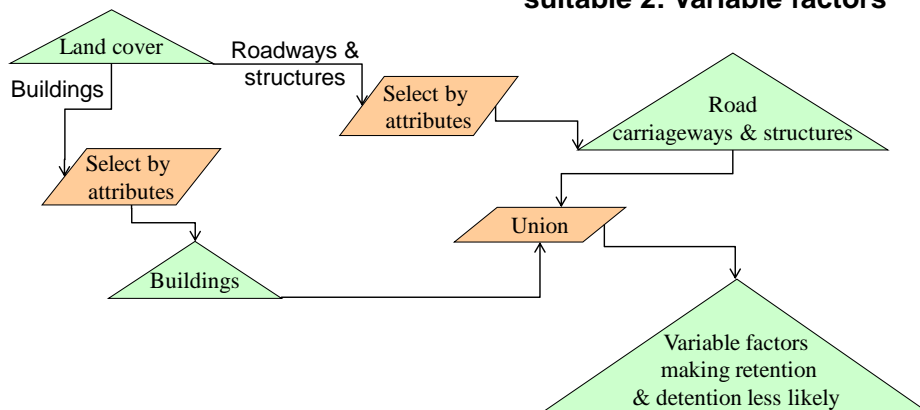 suitable 2: Variable factors
Land cover
Roadways &
structures
Buildings
Select by
attributes
Road
carriageways & structures
Select by
attributes
Union
Buildings
Variable factors
making retention
& detention less likely